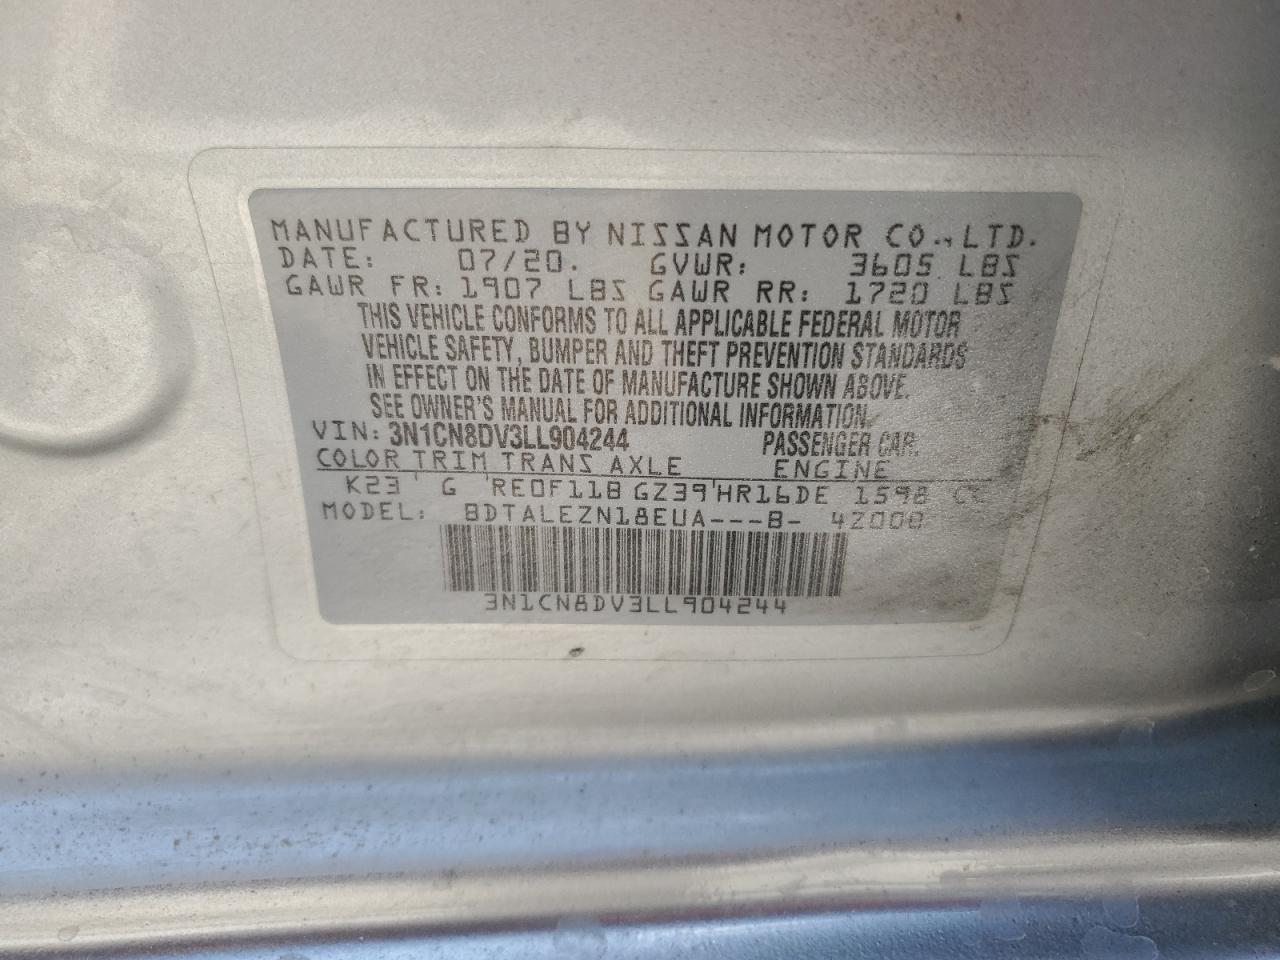 MANUFACTURED BY NISSAN MOTOR CO., LTD.
DATE: 07/20. GVWR: 3605 LBS
GAWR FR: 1907 LBS GAWR RR: 1720 LBS
THIS VEHICLE CONFORMS TO ALL APPLICABLE FEDERAL MOTOR
VEHICLE SAFETY, BUMPER AND THEFT PREVENTION STANDARDS
IN EFFECT ON THE DATE OF MANUFACTURE SHOWN ABOVE.
SEE OWNER'S MANUAL FOR ADDITIONAL INFORMATION.
VIN: 3N1CN8DV3LL904244 PASSENGER CAR.
COLOR TRIM TRANS AXLE ENGINE
K23 G RE0F11B GZ39 HR16DE 1598 CC
MODEL: BDTALEZN18EUA---B- 42000
3N1CN8DV3LL904244